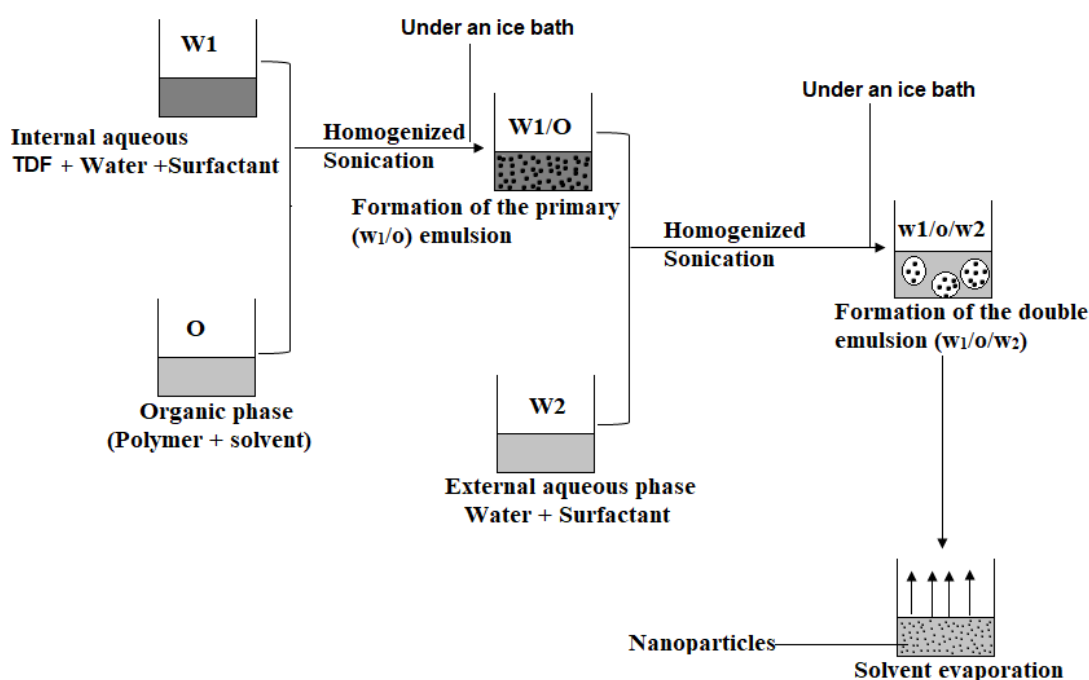 Under an ice bath
W1
Internal aqueous
TDF + Water +Surfactant
Homogenized
Sonication
W1/O
Formation of the primary
(w₁/o) emulsion
Under an ice bath
O
Organic phase
(Polymer + solvent)
Homogenized
Sonication
w1/o/w2
Formation of the double
emulsion (w₁/o/w₂)
W2
External aqueous phase
Water + Surfactant
Nanoparticles
Solvent evaporation